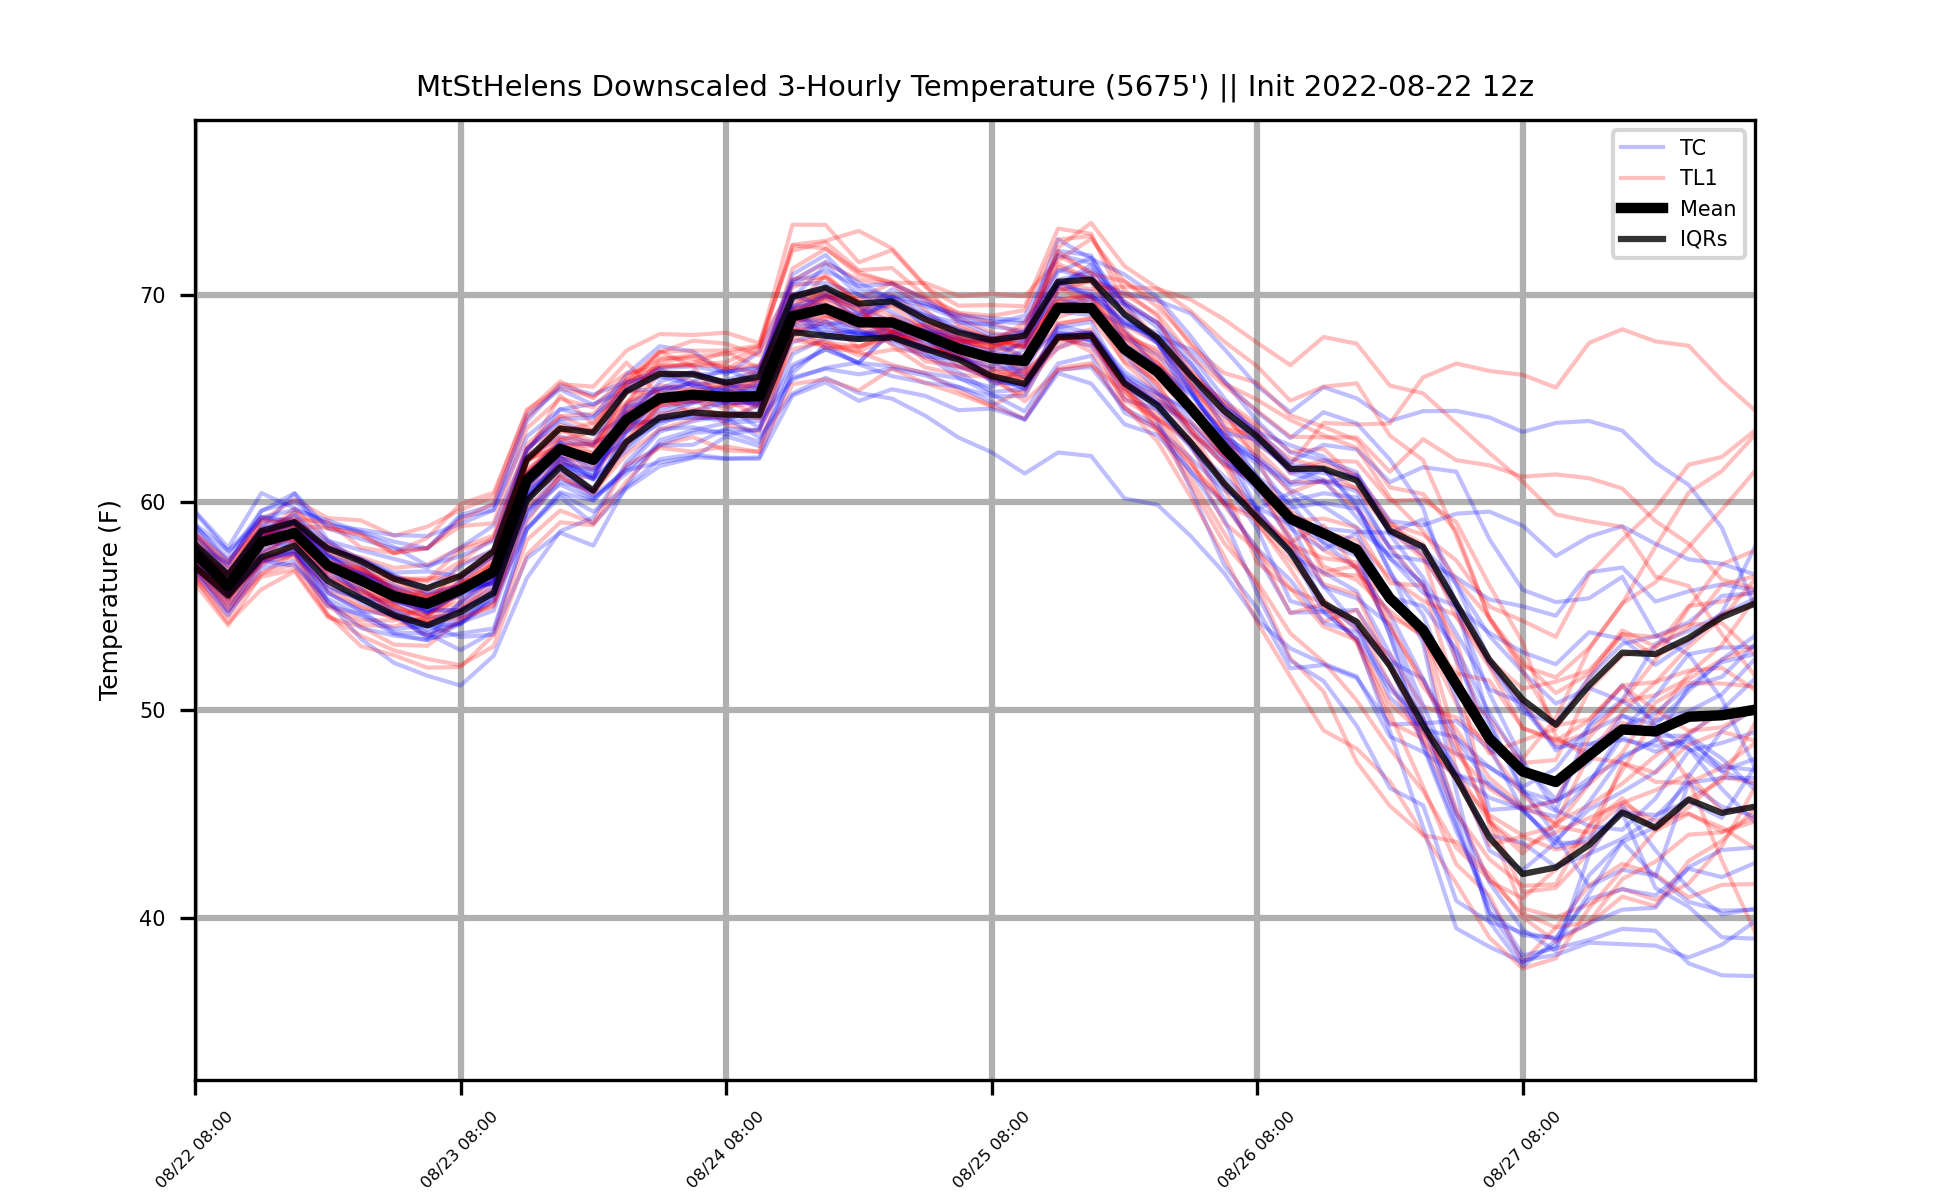 MtStHelens Downscaled 3-Hourly Temperature (5675') || Init 2022-08-22 12z
TC
TL1
Mean
IQRs
Temperature (F)
70
60
50
40
08/22 08:00
08/23 08:00
08/24 08:00
08/25 08:00
08/26 08:00
08/27 08:00